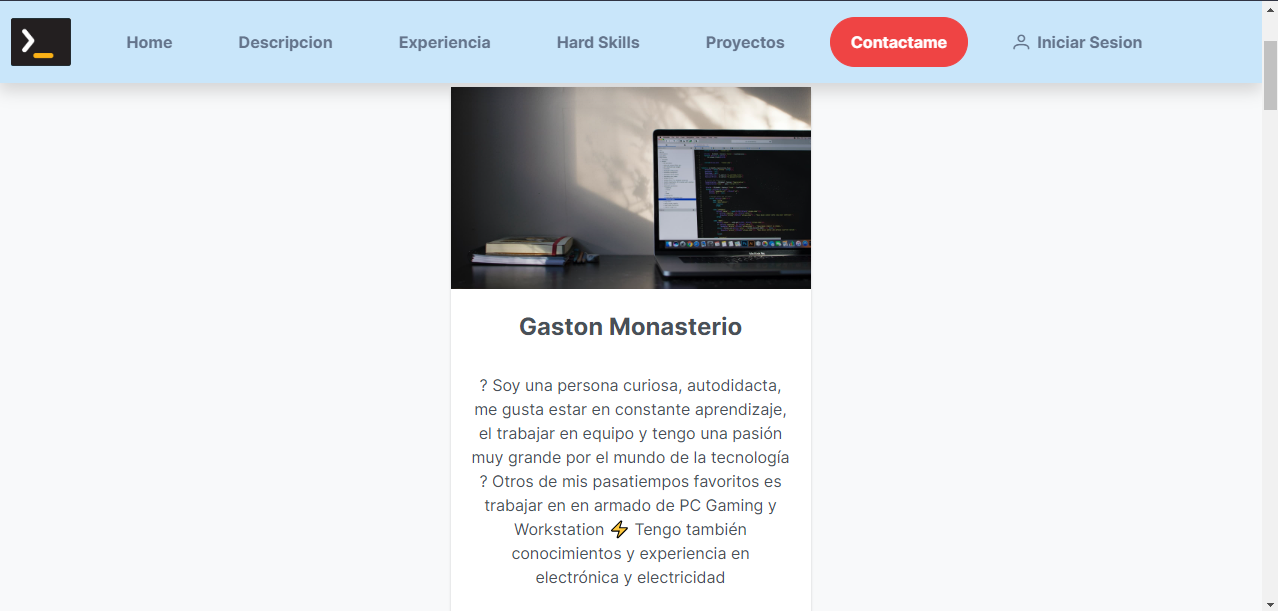 Home Descripcion Experiencia Hard Skills Proyectos Contactame Iniciar Sesion
Gaston Monasterio
? Soy una persona curiosa, autodidacta,
me gusta estar en constante aprendizaje,
el trabajar en equipo y tengo una pasión
muy grande por el mundo de la tecnología
? Otros de mis pasatiempos favoritos es
trabajar en en armado de PC Gaming y
Workstation ⚡ Tengo también
conocimientos y experiencia en
electrónica y electricidad